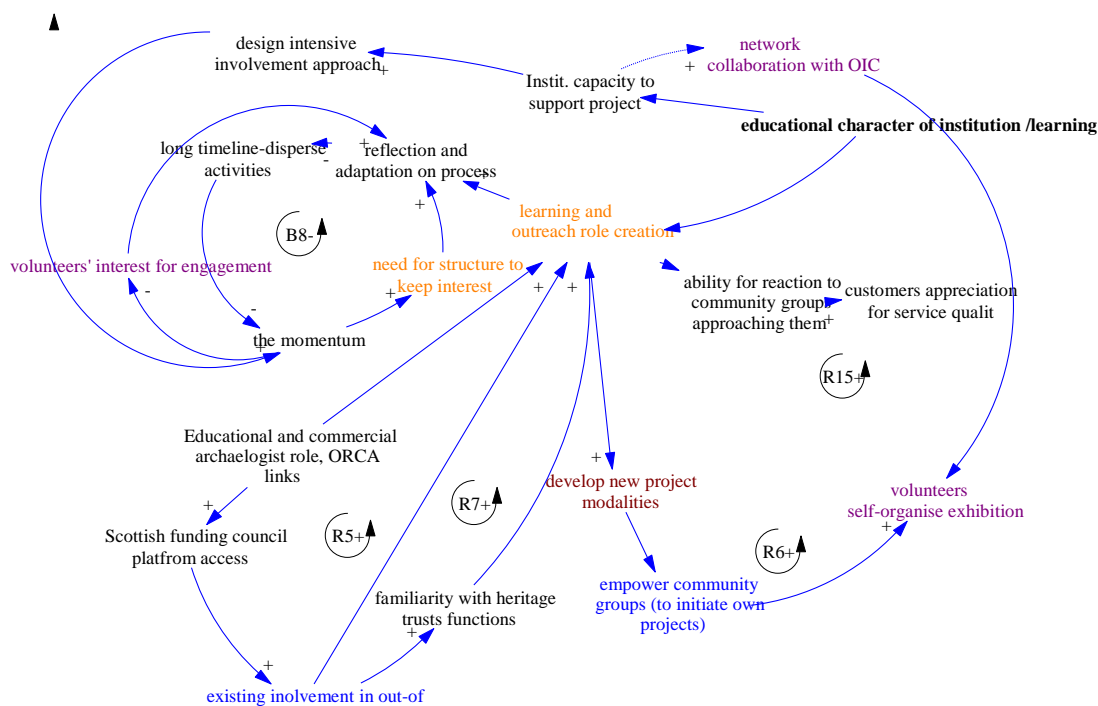 design intensive
involvement approach
+
network
collaboration with OIC
+
Instit. capacity to
support project
educational character of institution /learning
long timeline-disperse
activities
-
+
reflection and
adaptation on process
+
+
learning and
outreach role creation
B8-
volunteers' interest for engagement
-
need for structure to
keep interest
+
-
the momentum
+
+
+
ability for reaction to
community groups
approaching them
+
customers appreciation
for service qualit
R15+
Educational and commercial
archaelogist role, ORCA
links
+
Scottish funding council
platfrom access
R5+
R7+
+
develop new project
modalities
volunteers
self-organise exhibition
+
R6+
empower community
groups (to initiate own
projects)
familiarity with heritage
trusts functions
+
+
existing inolvement in out-of